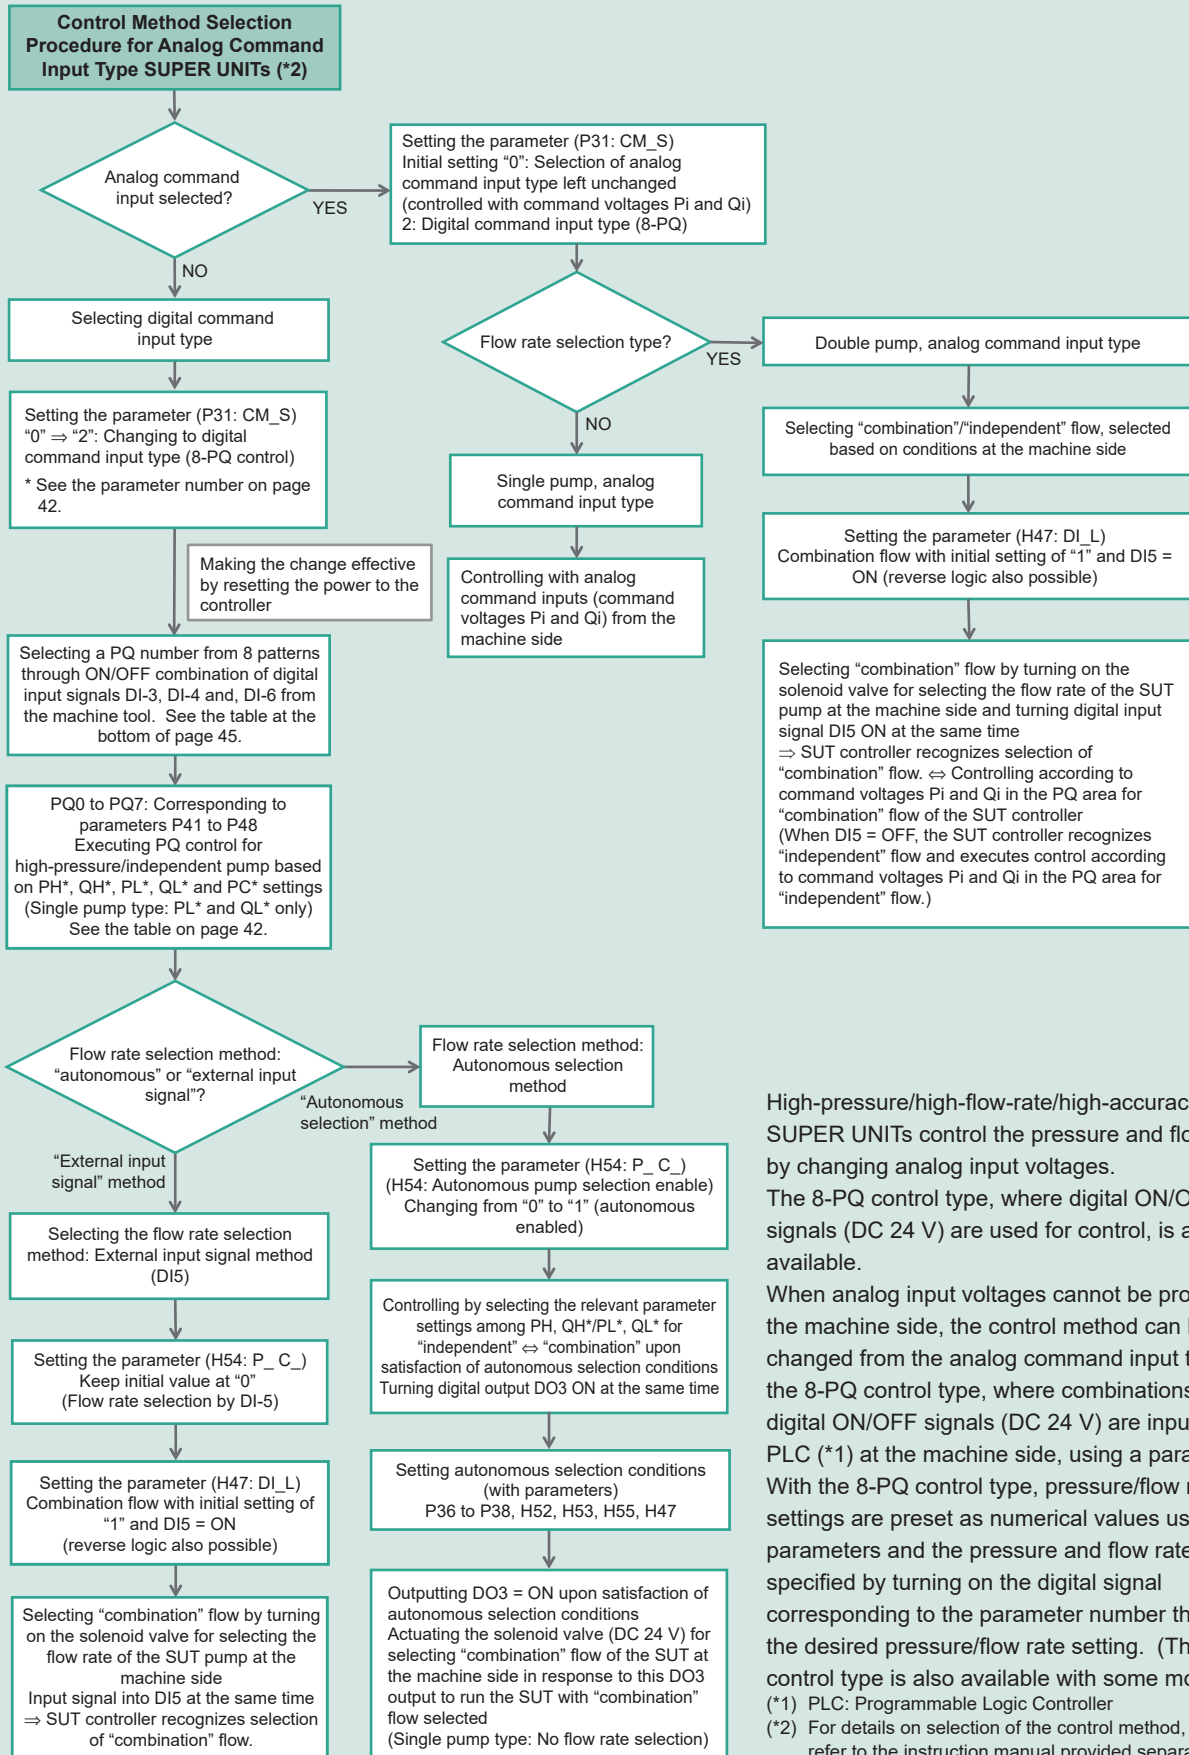 Control Method Selection
Procedure for Analog Command
Input Type SUPER UNITs (*2)
Analog command
input selected?
YES
NO
Setting the parameter (P31: CM_S)
Initial setting “0”: Selection of analog
command input type left unchanged
(controlled with command voltages Pi and Qi)
2: Digital command input type (8-PQ)
Flow rate selection type?
YES
NO
Double pump, analog command input type
Selecting “combination”/“independent” flow, selected
based on conditions at the machine side
Setting the parameter (H47: DI_L)
Combination flow with initial setting of “1” and DI5 =
ON (reverse logic also possible)
Selecting “combination” flow by turning on the
solenoid valve for selecting the flow rate of the SUT
pump at the machine side and turning digital input
signal DI5 ON at the same time
⇒ SUT controller recognizes selection of
“combination” flow. ⇔ Controlling according to
command voltages Pi and Qi in the PQ area for
“combination” flow of the SUT controller
(When DI5 = OFF, the SUT controller recognizes
“independent” flow and executes control according
to command voltages Pi and Qi in the PQ area for
“independent” flow.)
Single pump, analog
command input type
Controlling with analog
command inputs (command
voltages Pi and Qi) from the
machine side
Selecting digital command
input type
Setting the parameter (P31: CM_S)
“0” ⇒ “2”: Changing to digital
command input type (8-PQ control)
* See the parameter number on page
42.
Making the change effective
by resetting the power to the
controller
Selecting a PQ number from 8 patterns
through ON/OFF combination of digital
input signals DI-3, DI-4 and, DI-6 from
the machine tool. See the table at the
bottom of page 45.
PQ0 to PQ7: Corresponding to
parameters P41 to P48
Executing PQ control for
high-pressure/independent pump based
on PH*, QH*, PL*, QL* and PC* settings
(Single pump type: PL* and QL* only)
See the table on page 42.
Flow rate selection method:
“autonomous” or “external input
signal”?
“Autonomous
selection” method
“External input
signal” method
Selecting the flow rate selection
method: External input signal method
(DI5)
Setting the parameter (H54: P_ C_)
Keep initial value at “0”
(Flow rate selection by DI-5)
Setting the parameter (H47: DI_L)
Combination flow with initial setting of
“1” and DI5 = ON
(reverse logic also possible)
Selecting “combination” flow by turning
on the solenoid valve for selecting the
flow rate of the SUT pump at the
machine side
Input signal into DI5 at the same time
⇒ SUT controller recognizes selection
of “combination” flow.
Flow rate selection method:
Autonomous selection
method
Setting the parameter (H54: P_ C_)
(H54: Autonomous pump selection enable)
Changing from “0” to “1” (autonomous
enabled)
Controlling by selecting the relevant parameter
settings among PH, QH*/PL*, QL* for
“independent” ⇔ “combination” upon
satisfaction of autonomous selection conditions
Turning digital output DO3 ON at the same time
Setting autonomous selection conditions
(with parameters)
P36 to P38, H52, H53, H55, H47
Outputting DO3 = ON upon satisfaction of
autonomous selection conditions
Actuating the solenoid valve (DC 24 V) for
selecting “combination” flow of the SUT at
the machine side in response to this DO3
output to run the SUT with “combination”
flow selected
(Single pump type: No flow rate selection)
High-pressure/high-flow-rate/high-accurac
SUPER UNITs control the pressure and flo
by changing analog input voltages.
The 8-PQ control type, where digital ON/O
signals (DC 24 V) are used for control, is a
available.
When analog input voltages cannot be pro
the machine side, the control method can
changed from the analog command input t
the 8-PQ control type, where combinations
digital ON/OFF signals (DC 24 V) are inpu
PLC (*1) at the machine side, using a para
With the 8-PQ control type, pressure/flow r
settings are preset as numerical values us
parameters and the pressure and flow rate
specified by turning on the digital signal
corresponding to the parameter number th
the desired pressure/flow rate setting. (Th
control type is also available with some mo
(*1) PLC: Programmable Logic Controller
(*2) For details on selection of the control method,
refer to the instruction manual provided separa